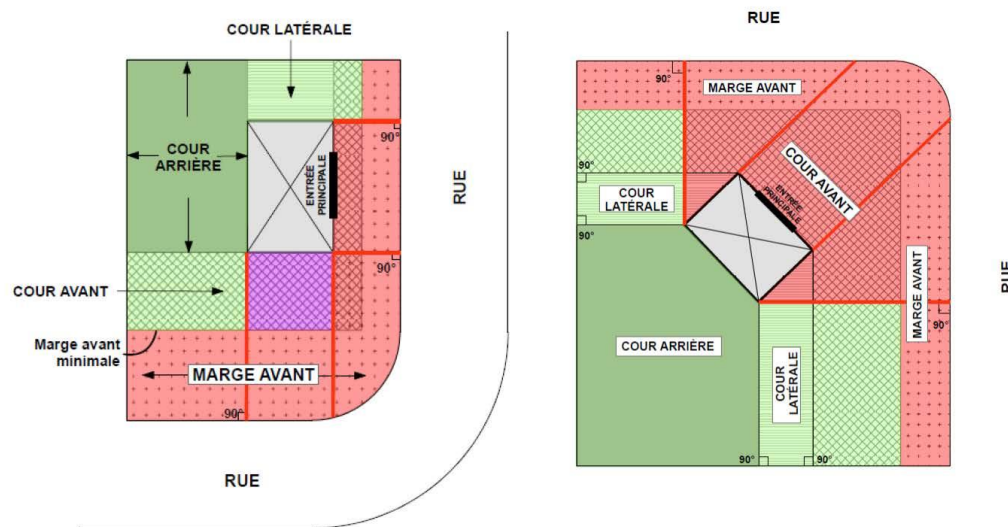 COUR LATÉRALE
COUR
ARRIÈRE
ENTRÉE
PRINCIPALE
90°
90°
RUE
COUR AVANT
Marge avant
minimale
MARGE AVANT
90°
RUE
RUE
90°
MARGE AVANT
90°
COUR
LATÉRALE
ENTRÉE
PRINCIPALE
COUR AVANT
90°
MARGE AVANT
RUE
90°
COUR ARRIÈRE
COUR
LATÉRALE
90°
90°